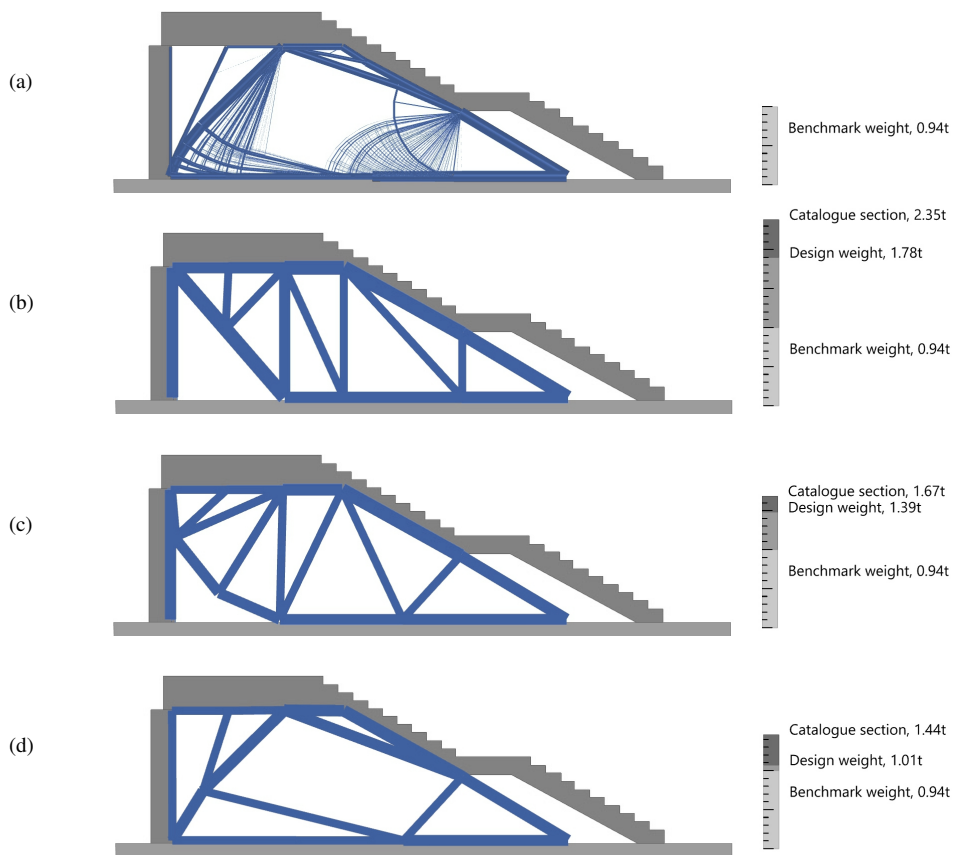 (a)
Benchmark weight, 0.94t
(b)
Catalogue section, 2.35t
Design weight, 1.78t
Benchmark weight, 0.94t
(c)
Catalogue section, 1.67t
Design weight, 1.39t
Benchmark weight, 0.94t
(d)
Catalogue section, 1.44t
Design weight, 1.01t
Benchmark weight, 0.94t